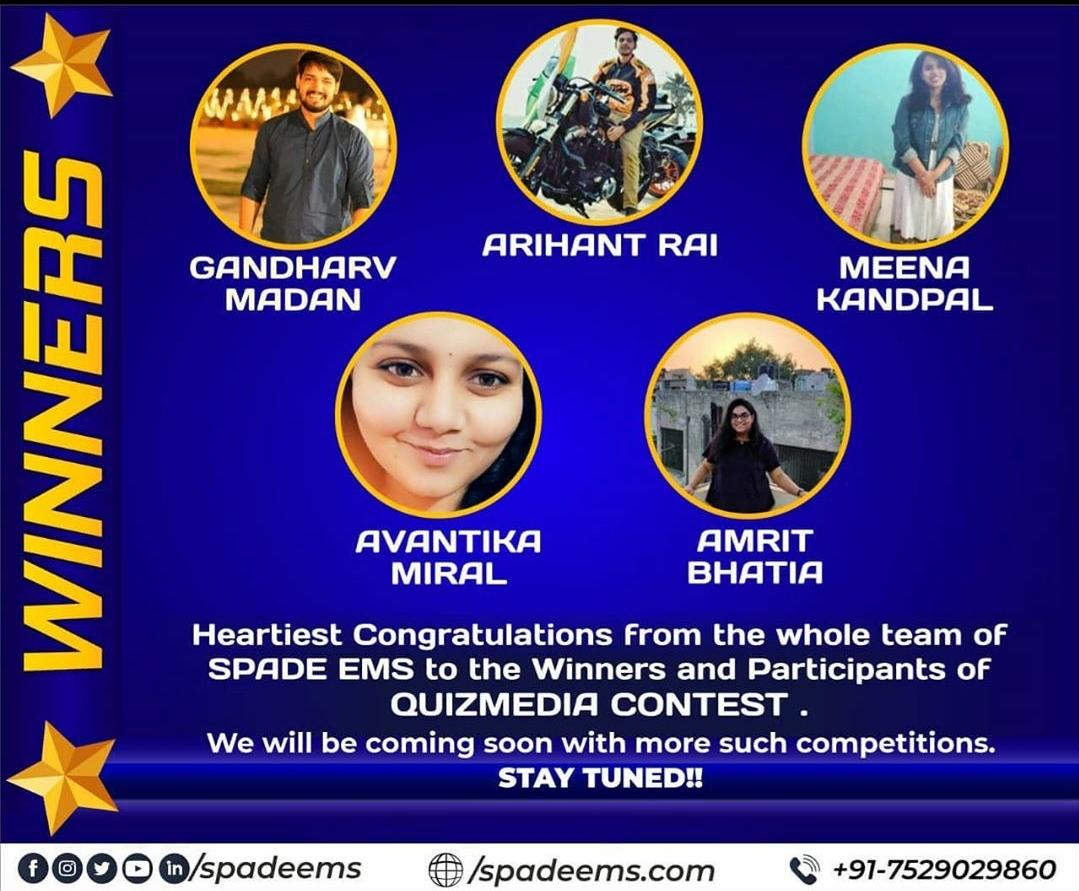 WINNERS
GANDHARV
MADAN
ARIHANT RAI
MEENA
KANDPAL
AVANTIKA
MIRAL
AMRIT
BHATIA
Heartiest Congratulations from the whole team of
SPADE EMS to the Winners and Participants of
QUIZMEDIA CONTEST .
We will be coming soon with more such competitions.
STAY TUNED!!
/spadeems
/spadeems.com
+91-7529029860